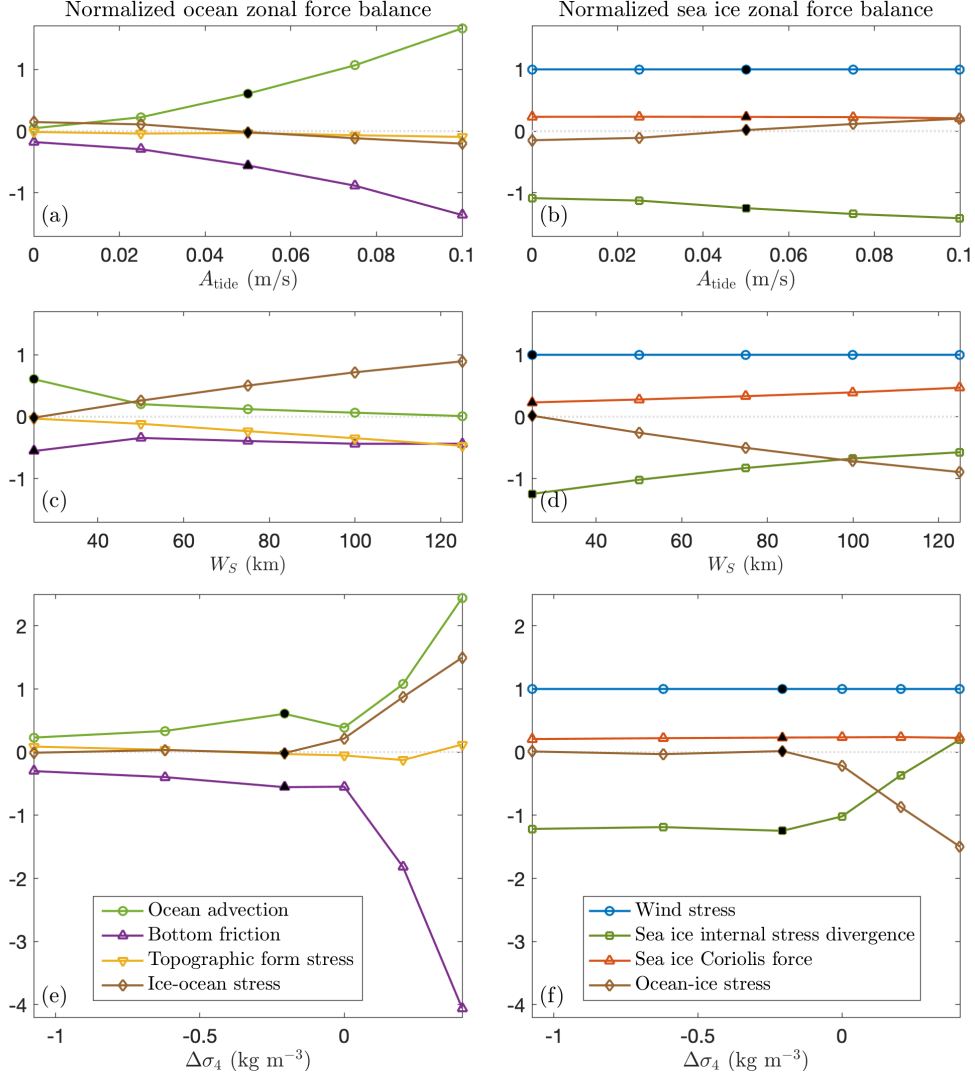 Normalized ocean zonal force balance
Normalized sea ice zonal force balance
1
0
-1
(a)
0 0.02 0.04 0.06 0.08 0.1
A_tide (m/s)
1
0
-1
(b)
0 0.02 0.04 0.06 0.08 0.1
A_tide (m/s)
1
0
-1
(c)
40 60 80 100 120
W_S (km)
1
0
-1
(d)
40 60 80 100 120
W_S (km)
2
1
0
-1
-2
-3
-4
Ocean advection
Bottom friction
Topographic form stress
Ice-ocean stress
(e)
-1 -0.5 0
Δσ₄ (kg m⁻³)
2
1
0
-1
-2
-3
-4
Wind stress
Sea ice internal stress divergence
Sea ice Coriolis force
Ocean-ice stress
(f)
-1 -0.5 0
Δσ₄ (kg m⁻³)